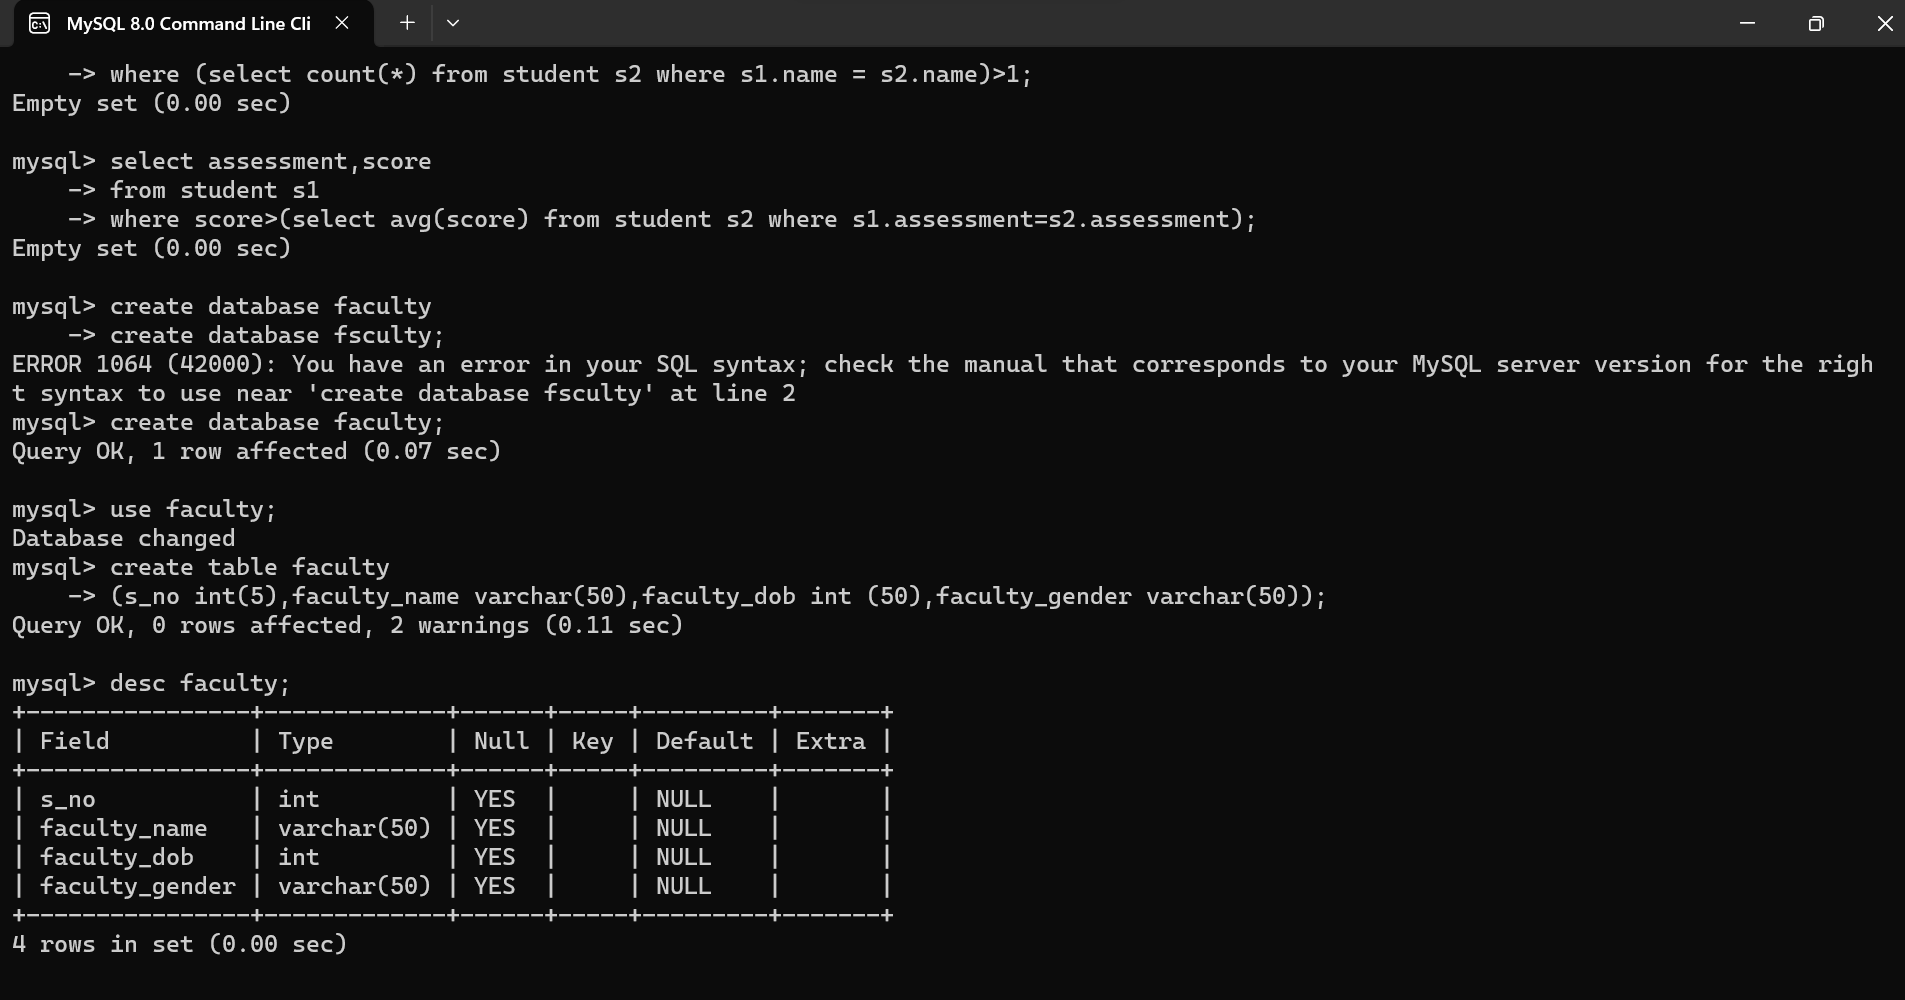 MySQL 8.0 Command Line Cli
    -> where (select count(*) from student s2 where s1.name = s2.name)>1;
Empty set (0.00 sec)

mysql> select assessment,score
    -> from student s1
    -> where score>(select avg(score) from student s2 where s1.assessment=s2.assessment);
Empty set (0.00 sec)

mysql> create database faculty
    -> create database fsculty;
ERROR 1064 (42000): You have an error in your SQL syntax; check the manual that corresponds to your MySQL server version for the righ
t syntax to use near 'create database fsculty' at line 2
mysql> create database faculty;
Query OK, 1 row affected (0.07 sec)

mysql> use faculty;
Database changed
mysql> create table faculty
    -> (s_no int(5),faculty_name varchar(50),faculty_dob int (50),faculty_gender varchar(50));
Query OK, 0 rows affected, 2 warnings (0.11 sec)

mysql> desc faculty;
+----------------+-------------+------+-----+---------+-------+
| Field          | Type        | Null | Key | Default | Extra |
+----------------+-------------+------+-----+---------+-------+
| s_no           | int         | YES  |     | NULL    |       |
| faculty_name   | varchar(50) | YES  |     | NULL    |       |
| faculty_dob    | int         | YES  |     | NULL    |       |
| faculty_gender | varchar(50) | YES  |     | NULL    |       |
+----------------+-------------+------+-----+---------+-------+
4 rows in set (0.00 sec)